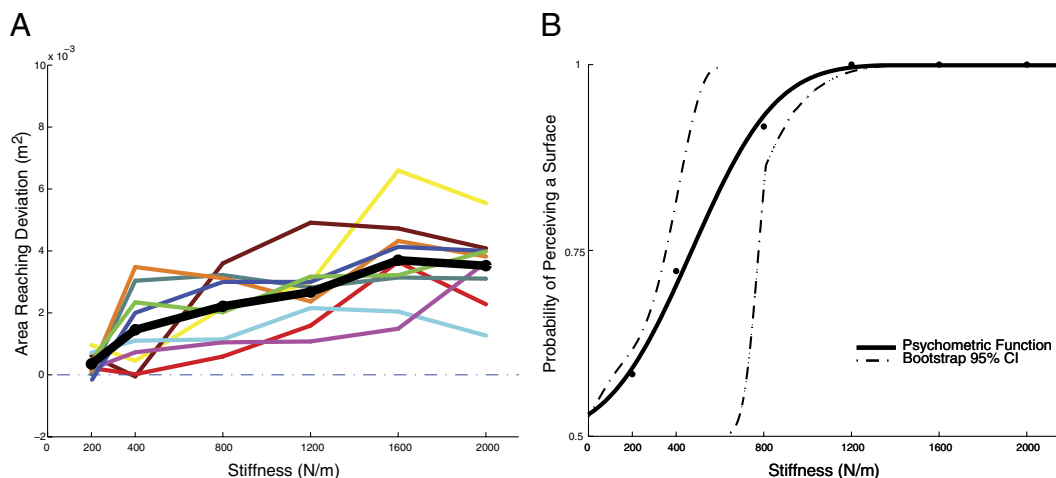 A
x 10⁻³
10
8
6
4
2
0
−2
Area Reaching Deviation (m²)
200 400 800 1200 1600 2000
Stiffness (N/m)
B
1
0.75
0.5
Probability of Perceiving a Surface
Psychometric Function
Bootstrap 95% CI
0 200 400 800 1200 1600 2000
Stiffness (N/m)